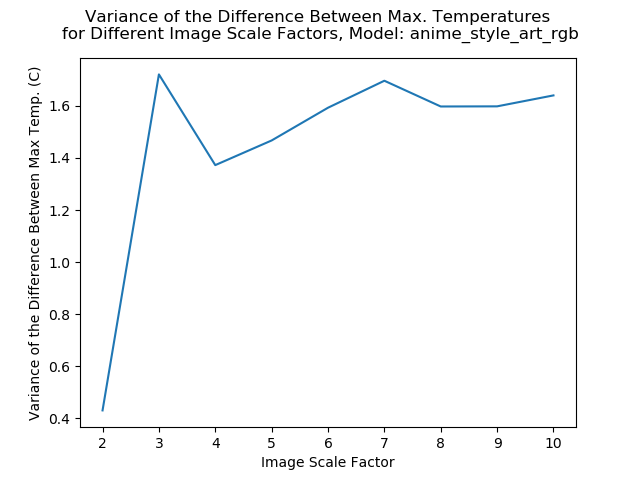 Variance of the Difference Between Max. Temperatures
for Different Image Scale Factors, Model: anime_style_art_rgb
Variance of the Difference Between Max Temp. (C)
1.6
1.4
1.2
1.0
0.8
0.6
0.4
2 3 4 5 6 7 8 9 10
Image Scale Factor